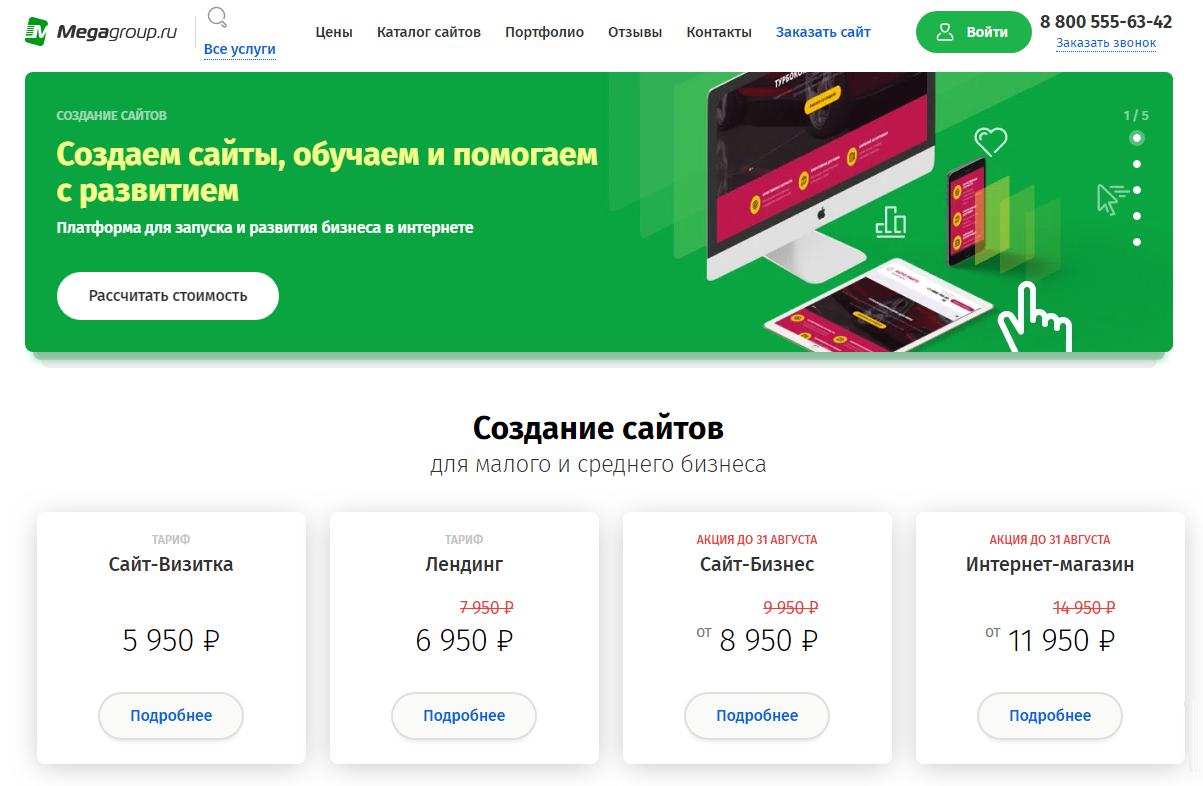 Megagroup.ru
Все услуги
Цены
Каталог сайтов
Портфолио
Отзывы
Контакты
Заказать сайт
Войти
8 800 555-63-42
Заказать звонок
СОЗДАНИЕ САЙТОВ
1 / 5
Создаем сайты, обучаем и помогаем
с развитием
Платформа для запуска и развития бизнеса в интернете
Рассчитать стоимость
Создание сайтов
для малого и среднего бизнеса
ТАРИФ
Сайт-Визитка
5 950 ₽
Подробнее
ТАРИФ
Лендинг
7 950 ₽
6 950 ₽
Подробнее
АКЦИЯ ДО 31 АВГУСТА
Сайт-Бизнес
9 950 ₽
от 8 950 ₽
Подробнее
АКЦИЯ ДО 31 АВГУСТА
Интернет-магазин
14 950 ₽
от 11 950 ₽
Подробнее